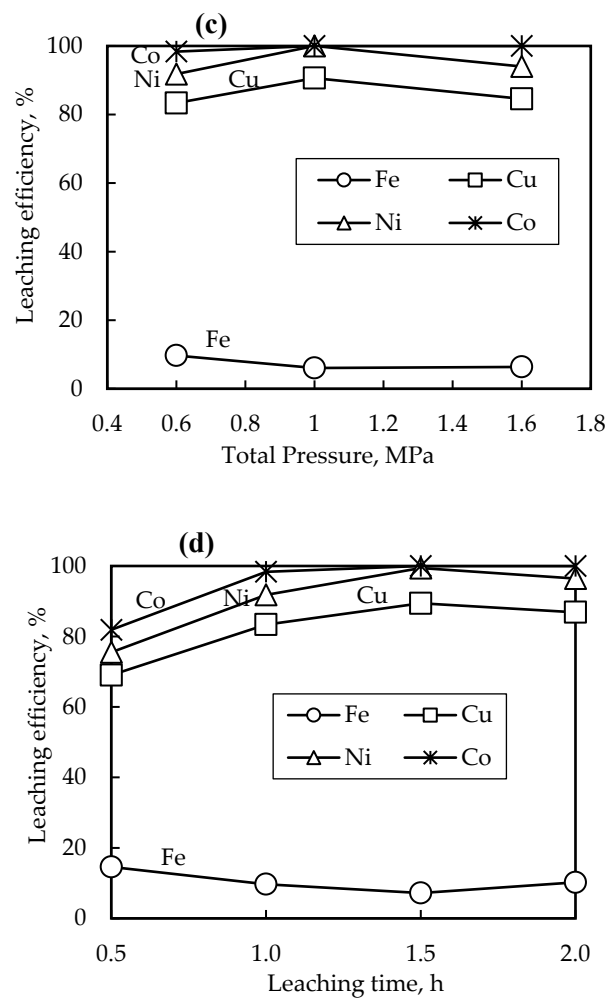 (c)
100
80
60
40
20
0
Leaching efficiency, %
Co
Ni
Cu
Fe
Fe Cu
Ni Co
0.4 0.6 0.8 1 1.2 1.4 1.6 1.8
Total Pressure, MPa
(d)
100
80
60
40
20
0
Leaching efficiency, %
Co
Ni
Cu
Fe
Fe Cu
Ni Co
0.5 1.0 1.5 2.0
Leaching time, h